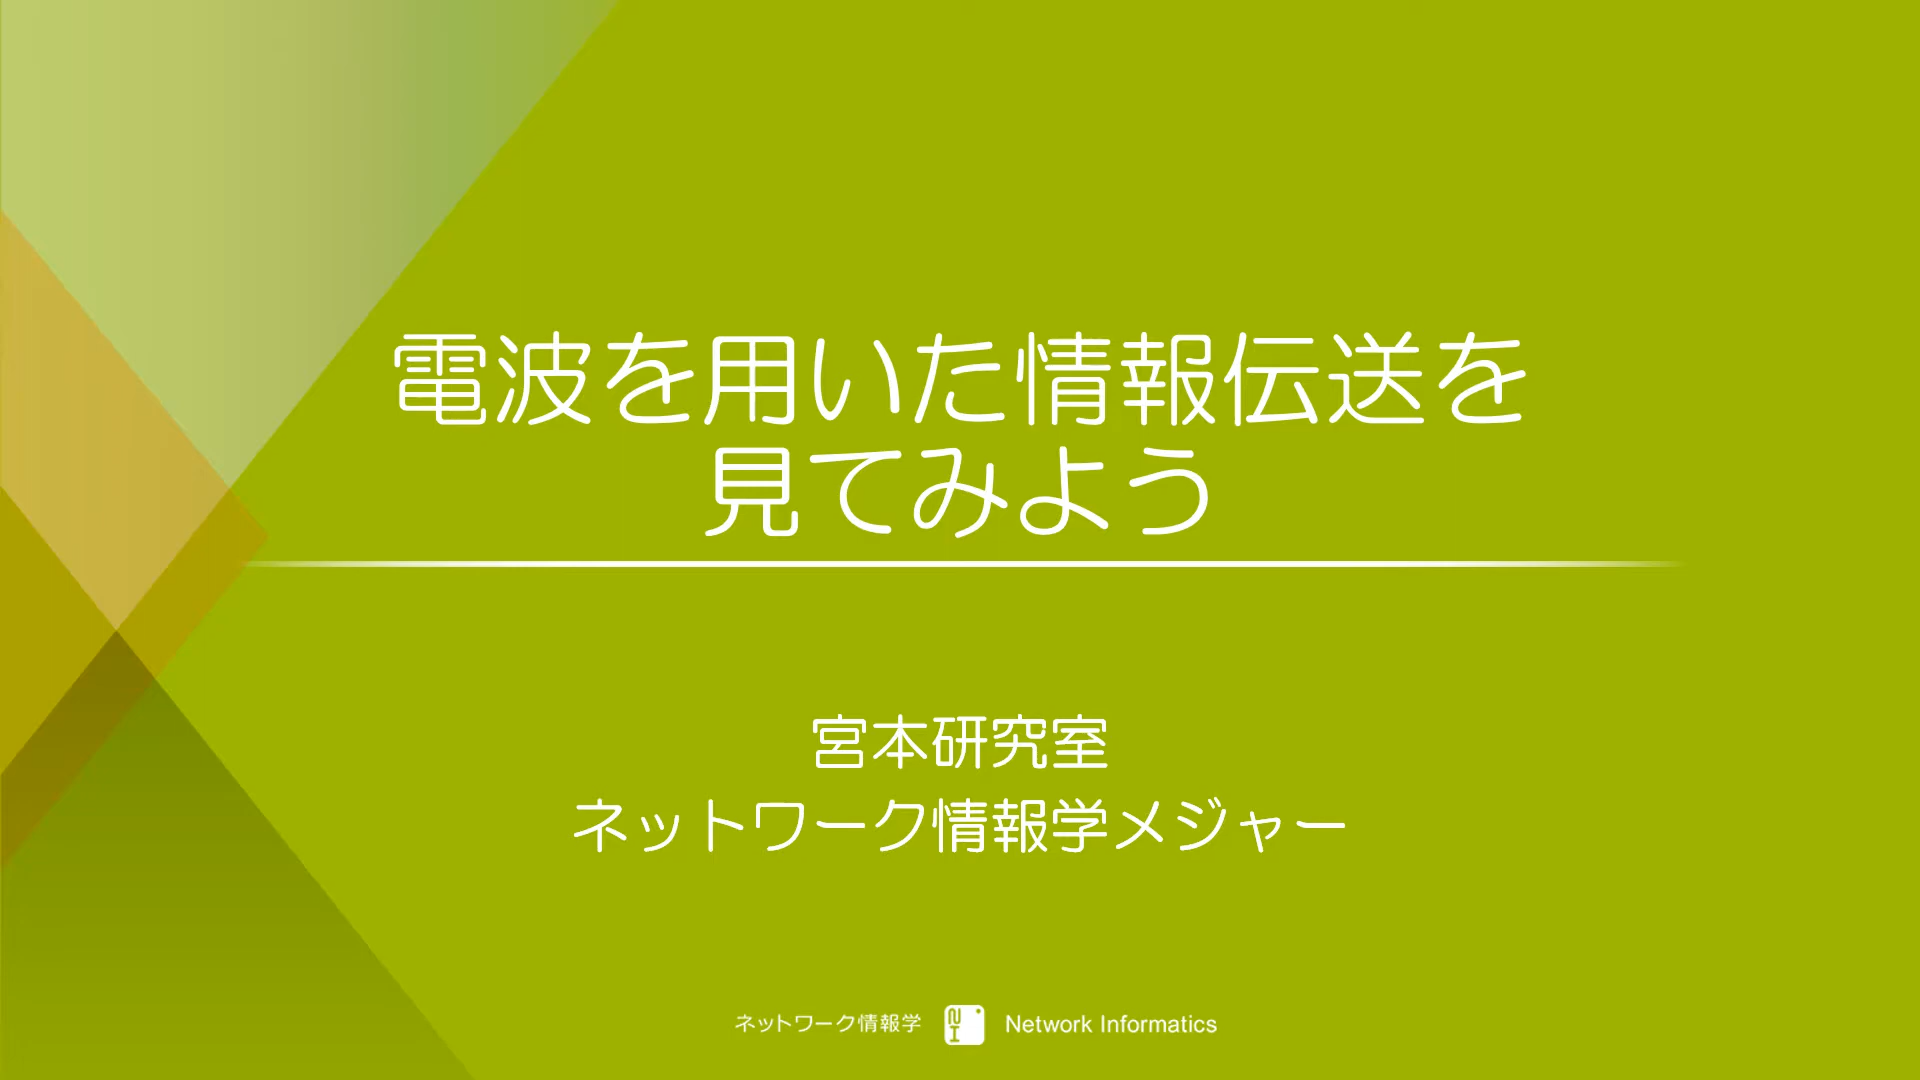 電波を用いた情報伝送を
見てみよう
宮本研究室
ネットワーク情報学メジャー
ネットワーク情報学 NI Network Informatics